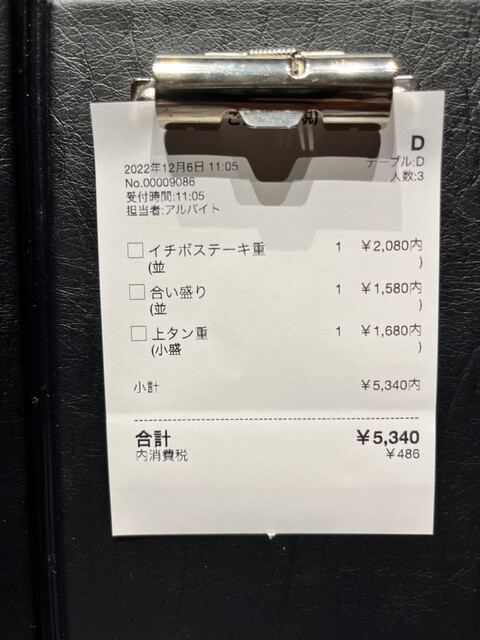 D
2022年12月6日 11:05
テーブル:D
No.00009086
人数:3
受付時間:11:05
担当者:アルバイト
イチボステーキ重 1 ¥2,080内
(並 )
合い盛り 1 ¥1,580内
(並 )
上タン重 1 ¥1,680内
(小盛 )
小計 ¥5,340内
合計 ¥5,340
内消費税 ¥486